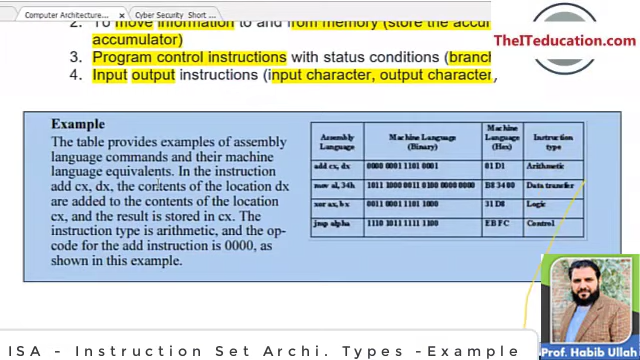 Computer Architecture... ×
Cyber Security Short ... ×
2. To move information to and from memory (store the accu
accumulator)
3. Program control instructions with status conditions (branch
4. Input output instructions (input character, output character,
TheITeducation.com
Example
The table provides examples of assembly
language commands and their machine
language equivalents. In the instruction
add cx, dx, the contents of the location dx
are added to the contents of the location
cx, and the result is stored in cx. The
instruction type is arithmetic, and the op-
code for the add instruction is 0000, as
shown in this example.
Assembly Language | Machine Language (Binary) | Machine Language (Hex) | Instruction type
add cx, dx | 0000 0001 1101 0001 | 01 D1 | Arithmetic
mov al, 34h | 1011 1000 0011 0100 0000 0000 | B8 34 00 | Data transfer
xor ax, bx | 0011 0001 1101 1000 | 31 D8 | Logic
jmp alpha | 1110 1011 1111 1100 | EB FC | Control
Prof. Habib Ullah
ISA - Instruction Set Archi. Types -Example